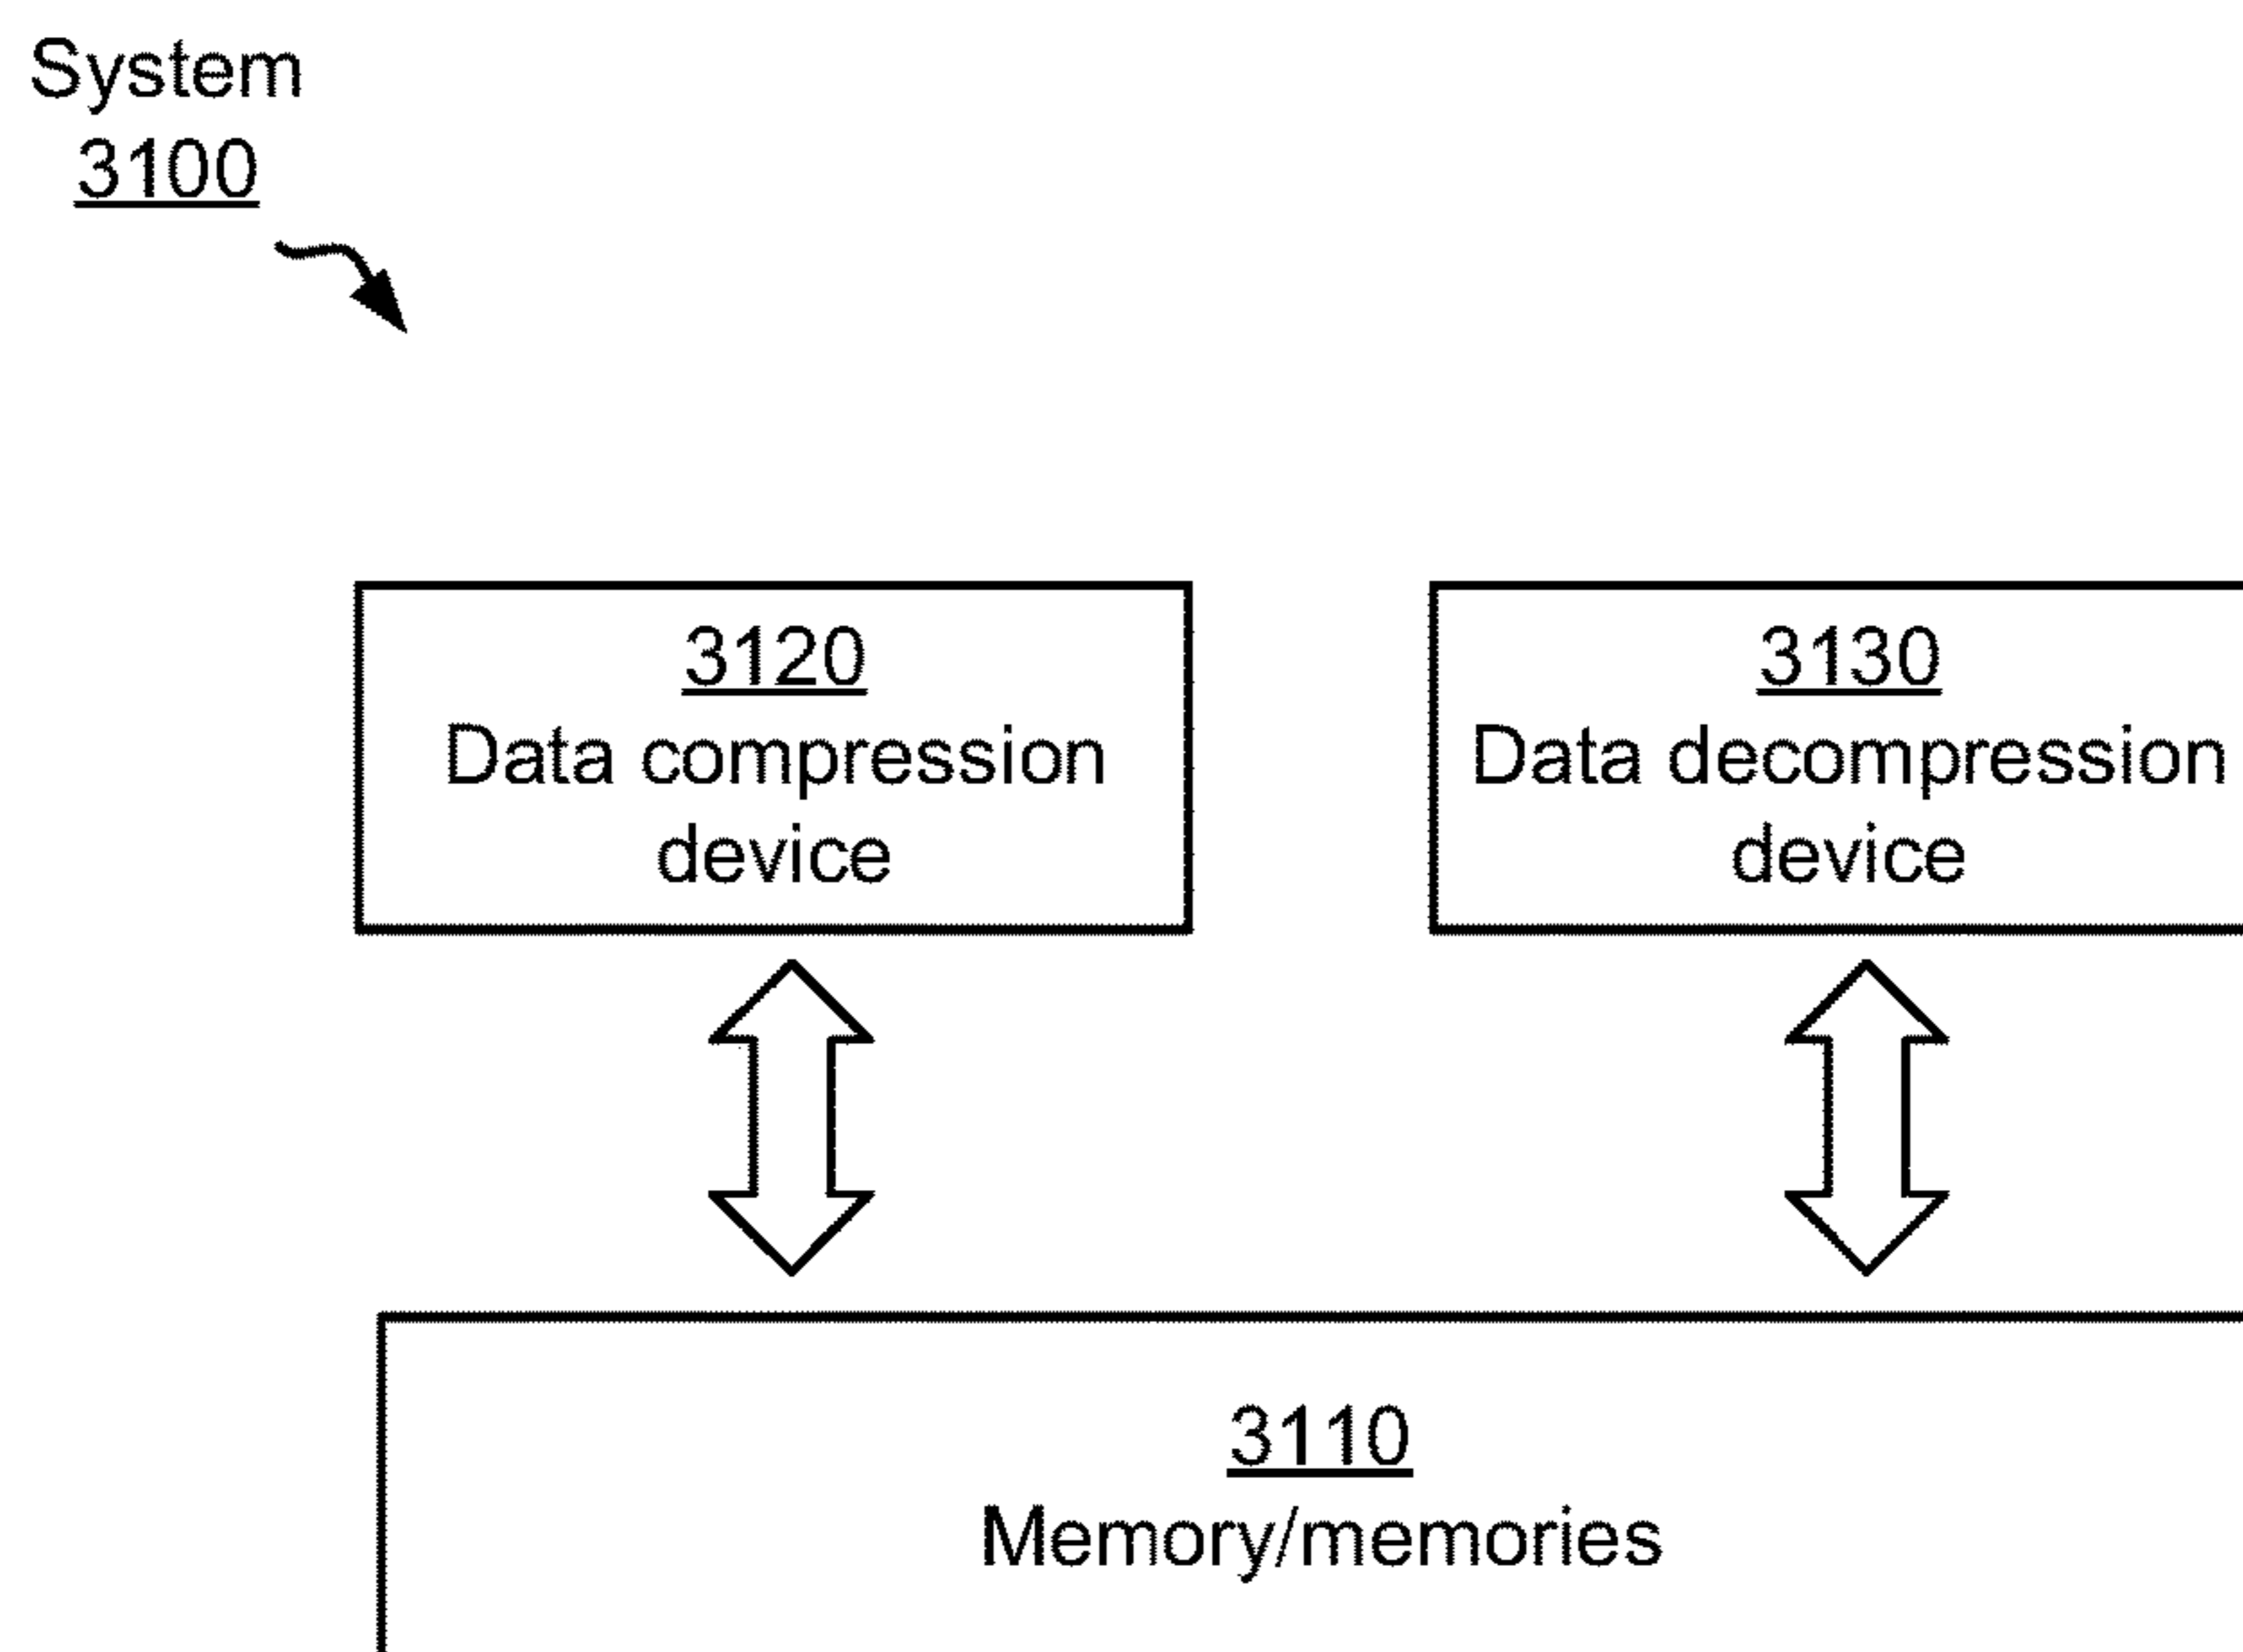 System
3100
3120
Data compression
device
3130
Data decompression
device
3110
Memory/memories